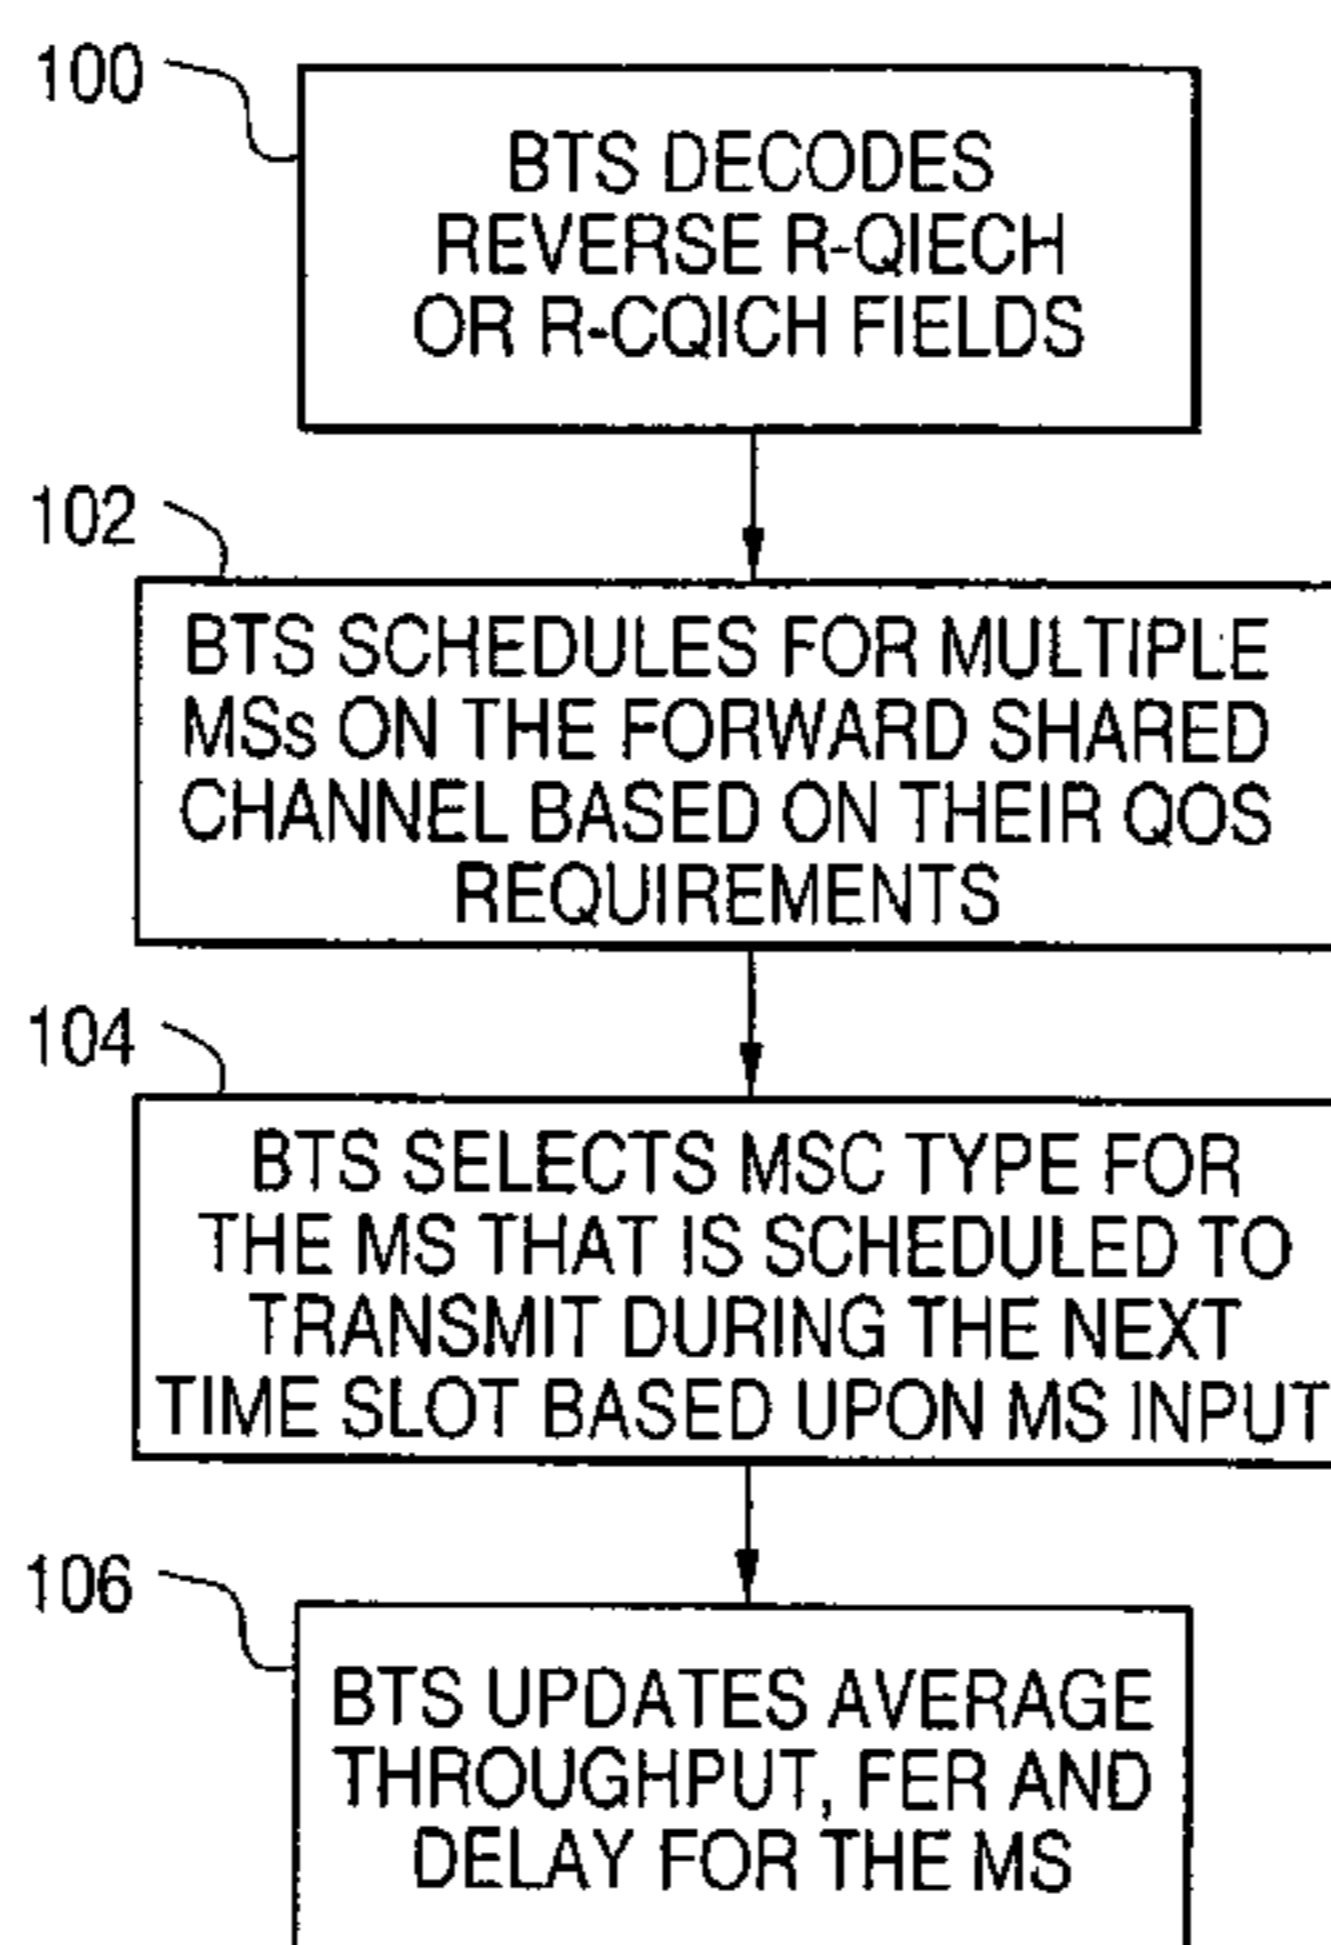 100
BTS DECODES
REVERSE R-QIECH
OR R-CQICH FIELDS
102
BTS SCHEDULES FOR MULTIPLE
MSs ON THE FORWARD SHARED
CHANNEL BASED ON THEIR QOS
REQUIREMENTS
104
BTS SELECTS MSC TYPE FOR
THE MS THAT IS SCHEDULED TO
TRANSMIT DURING THE NEXT
TIME SLOT BASED UPON MS INPUT
106
BTS UPDATES AVERAGE
THROUGHPUT, FER AND
DELAY FOR THE MS